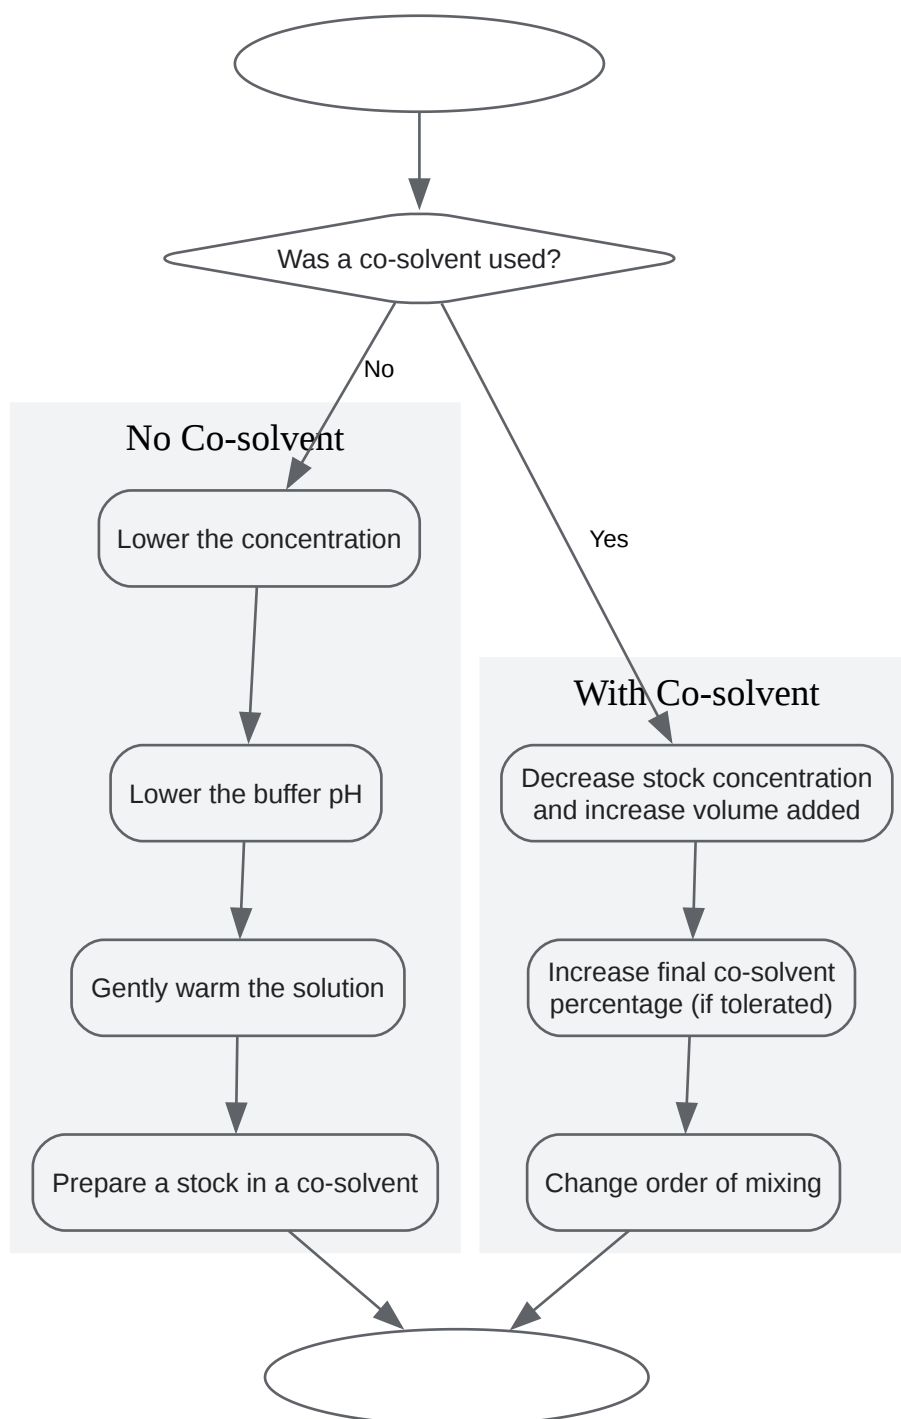 Was a co-solvent used?
No
No Co-solvent
Lower the concentration
Lower the buffer pH
Gently warm the solution
Prepare a stock in a co-solvent
Yes
With Co-solvent
Decrease stock concentration
and increase volume added
Increase final co-solvent
percentage (if tolerated)
Change order of mixing